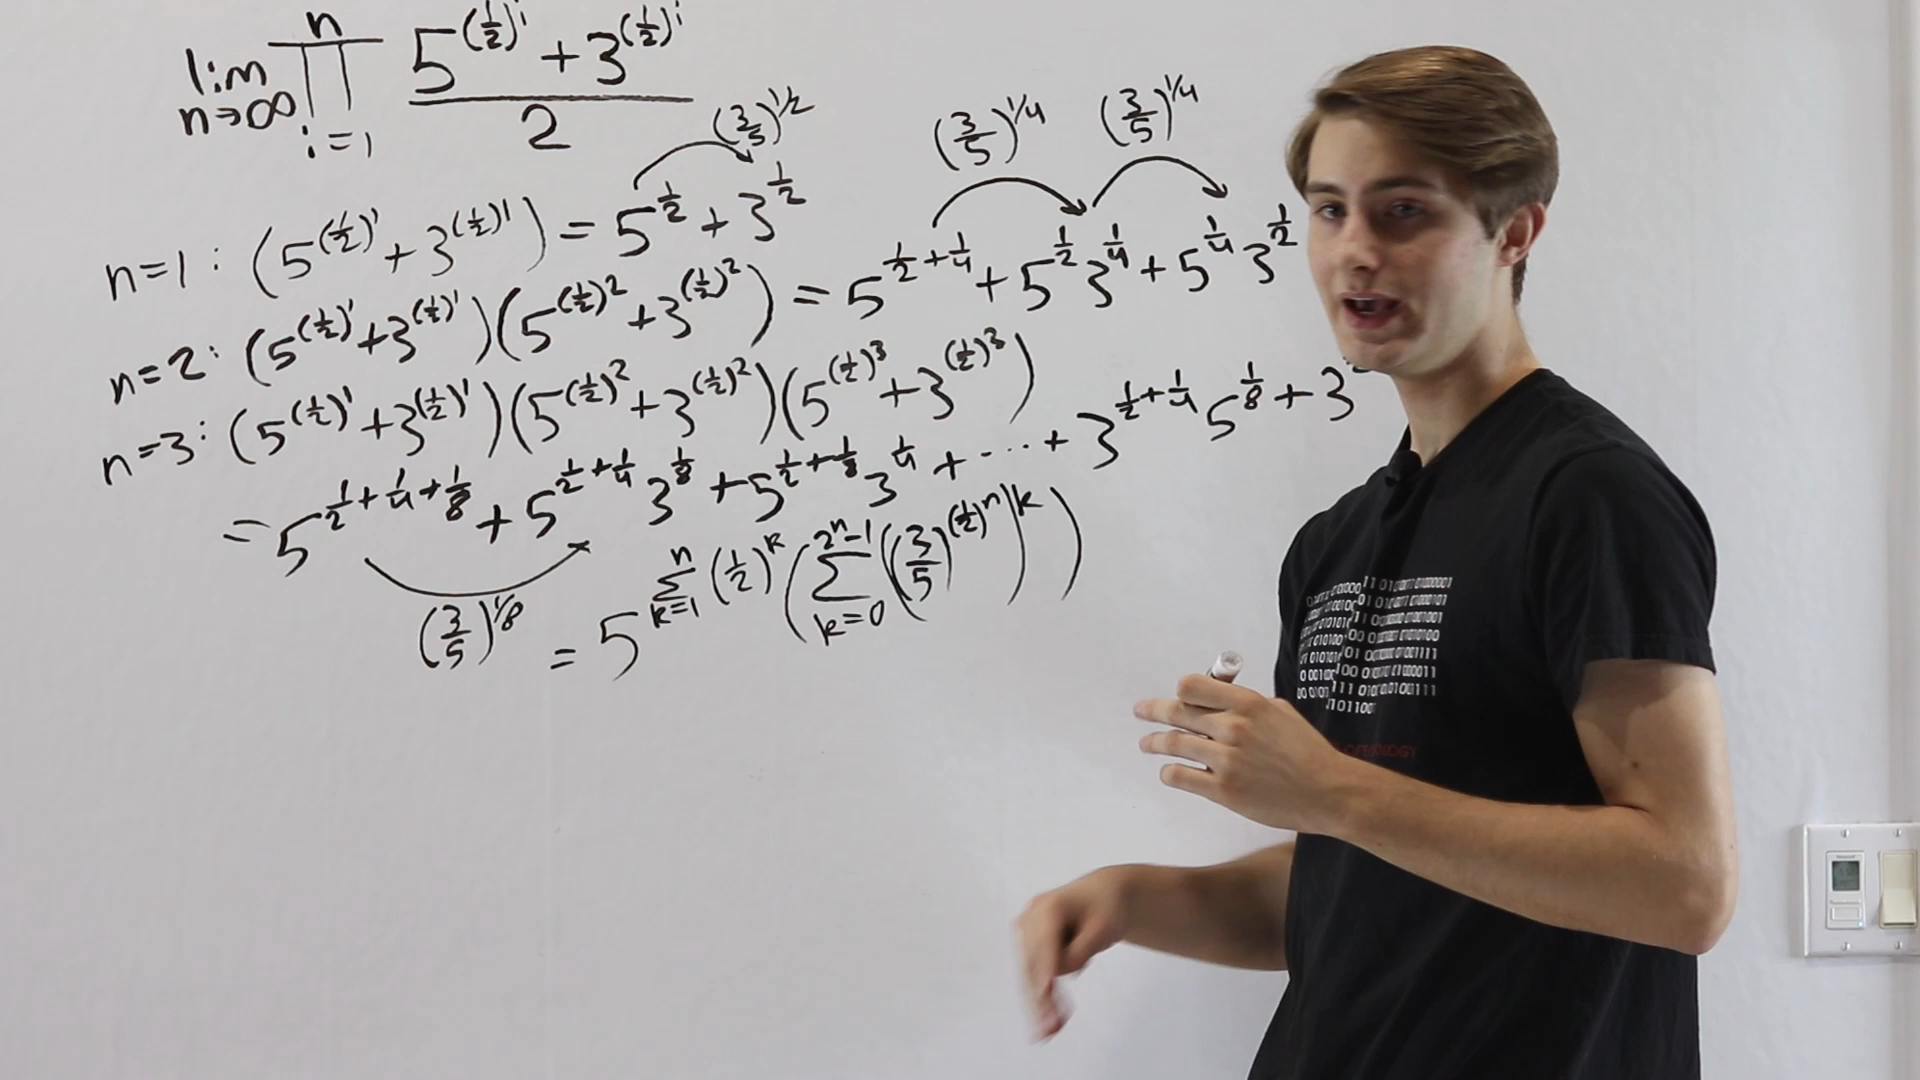 lim n→∞ ∏ i=1 n (5^(1/2)^i + 3^(1/2)^i)/2
(3/5)^1/2 (3/5)^1/4 (3/5)^1/4
n=1: (5^(1/2)^1 + 3^(1/2)^1) = 5^1/2 + 3^1/2
n=2: (5^(1/2)^1 + 3^(1/2)^1)(5^(1/2)^2 + 3^(1/2)^2) = 5^1/2+1/4 + 5^1/2 3^1/4 + 5^1/4 3^1/2
n=3: (5^(1/2)^1 + 3^(1/2)^1)(5^(1/2)^2 + 3^(1/2)^2)(5^(1/2)^3 + 3^(1/2)^3)
= 5^1/2+1/4+1/8 + 5^1/2+1/4 3^1/8 + 5^1/2+1/8 3^1/4 + ··· + 3^1/2+1/4 5^1/8 + 3
(3/5)^1/8 = 5^∑ k=1 n (1/2)^k (∑ k=0 2^n-1 ((3/5)^(1/2)^n)^k)